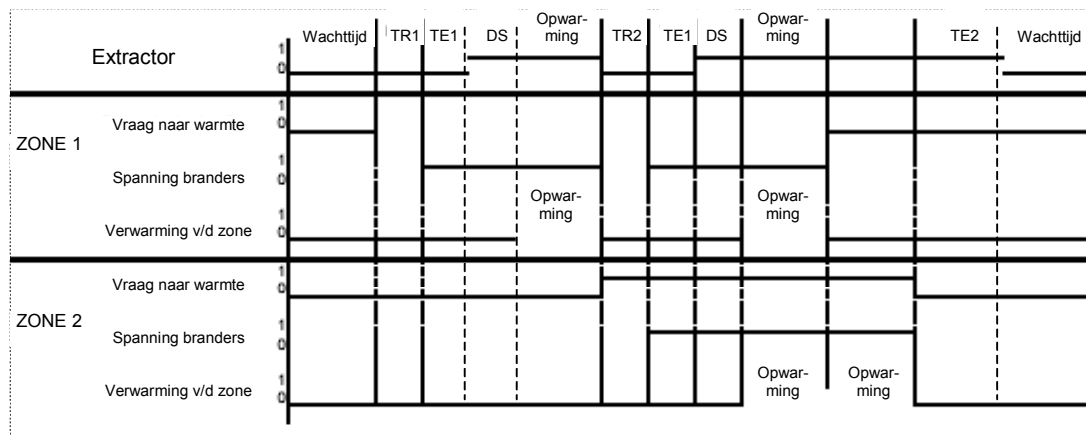 Extractor
Wachttijd
TR1
TE1
DS
Opwar-
ming
TR2
TE1
DS
Opwar-
ming
TE2
Wachttijd
1
0
ZONE 1
Vraag naar warmte
1
0
Spanning branders
1
0
Opwar-
ming
Opwar-
ming
Verwarming v/d zone
1
0
ZONE 2
Vraag naar warmte
1
0
Spanning branders
1
0
Verwarming v/d zone
1
0
Opwar-
ming
Opwar-
ming